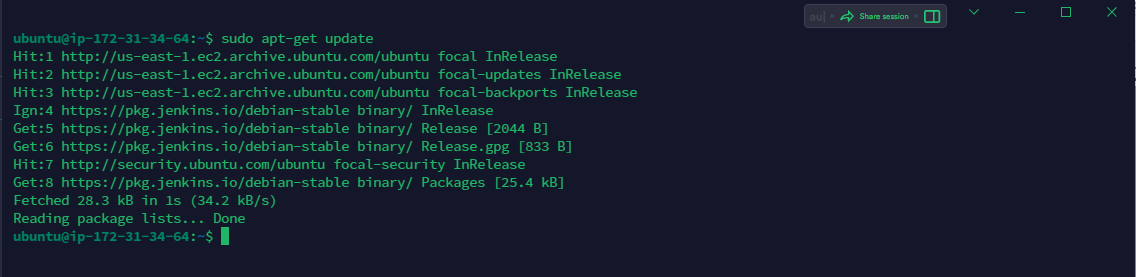 au
Share session
ubuntu@ip-172-31-34-64:~$ sudo apt-get update
Hit:1 http://us-east-1.ec2.archive.ubuntu.com/ubuntu focal InRelease
Hit:2 http://us-east-1.ec2.archive.ubuntu.com/ubuntu focal-updates InRelease
Hit:3 http://us-east-1.ec2.archive.ubuntu.com/ubuntu focal-backports InRelease
Ign:4 https://pkg.jenkins.io/debian-stable binary/ InRelease
Get:5 https://pkg.jenkins.io/debian-stable binary/ Release [2044 B]
Get:6 https://pkg.jenkins.io/debian-stable binary/ Release.gpg [833 B]
Hit:7 http://security.ubuntu.com/ubuntu focal-security InRelease
Get:8 https://pkg.jenkins.io/debian-stable binary/ Packages [25.4 kB]
Fetched 28.3 kB in 1s (34.2 kB/s)
Reading package lists... Done
ubuntu@ip-172-31-34-64:~$